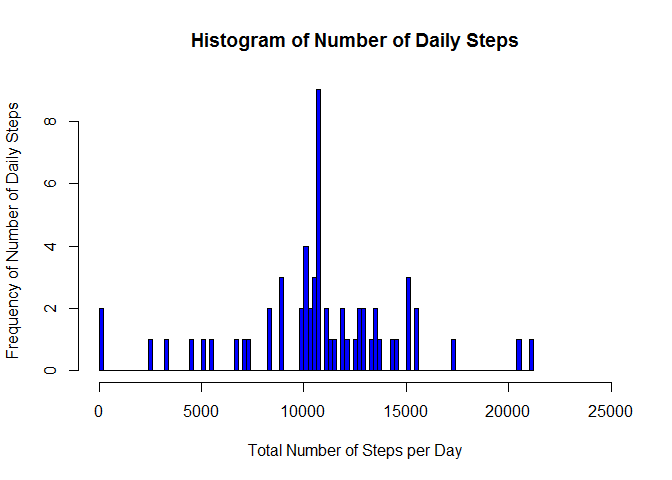 Histogram of Number of Daily Steps
Frequency of Number of Daily Steps
8
6
4
2
0
0 5000 10000 15000 20000 25000
Total Number of Steps per Day